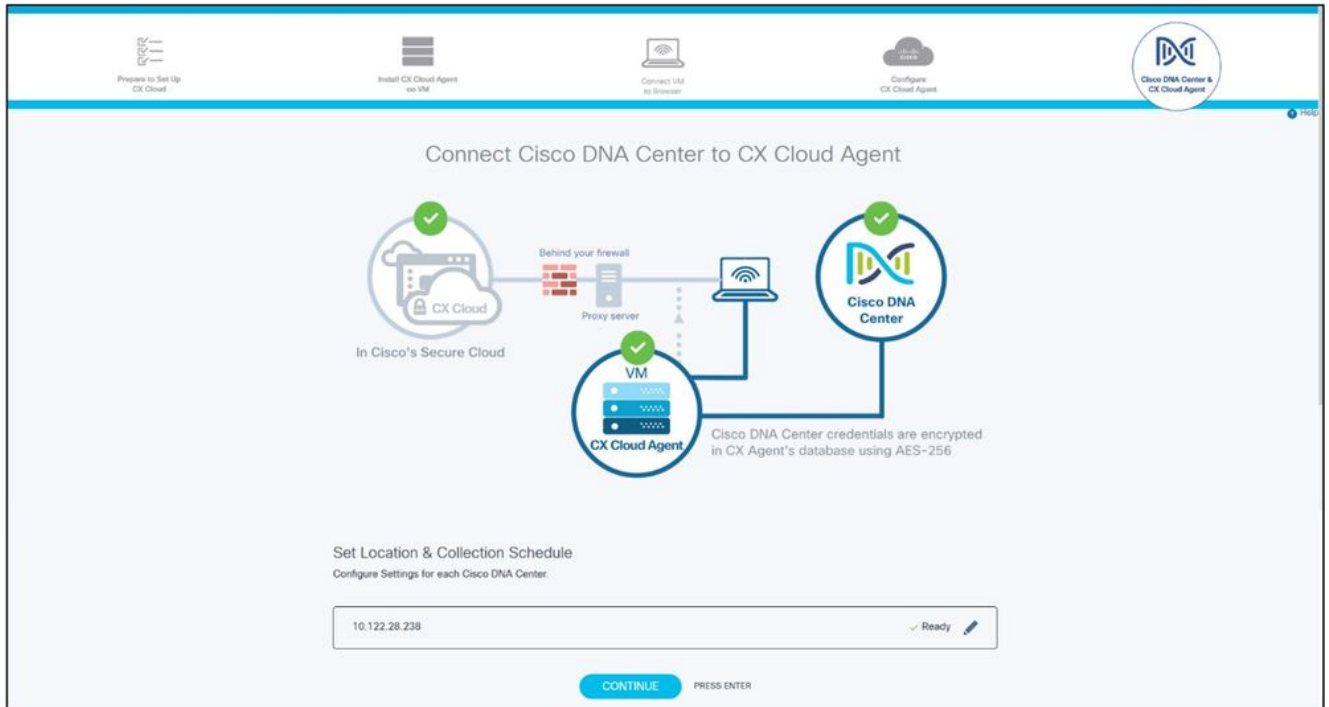 Prepare to Set Up
CX Cloud
Install CX Cloud Agent
on VM
Connect VM
to Browser
Configure
CX Cloud Agent
Cisco DNA Center &
CX Cloud Agent
Help
Connect Cisco DNA Center to CX Cloud Agent
Behind your firewall
CX Cloud
Proxy server
Cisco DNA
Center
In Cisco's Secure Cloud
VM
CX Cloud Agent
Cisco DNA Center credentials are encrypted
in CX Agent's database using AES-256
Set Location & Collection Schedule
Configure Settings for each Cisco DNA Center.
10.122.28.238
Ready
CONTINUE
PRESS ENTER